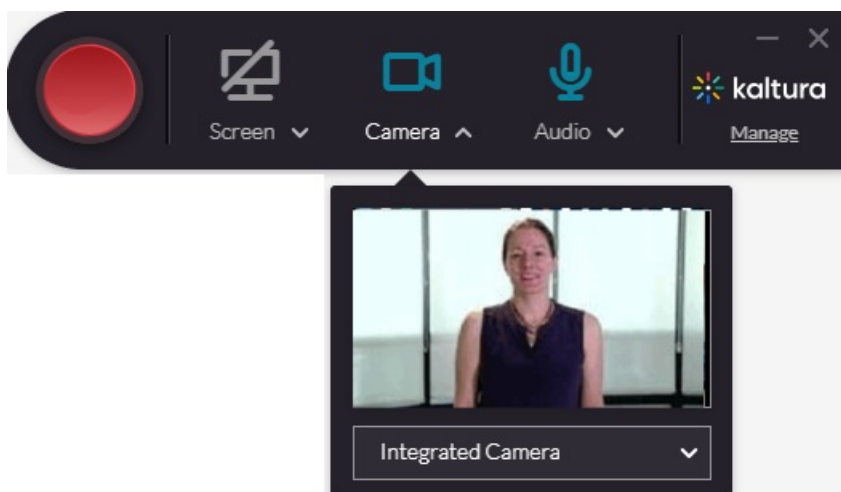 Screen
Camera
Audio
kaltura
Manage
Integrated Camera